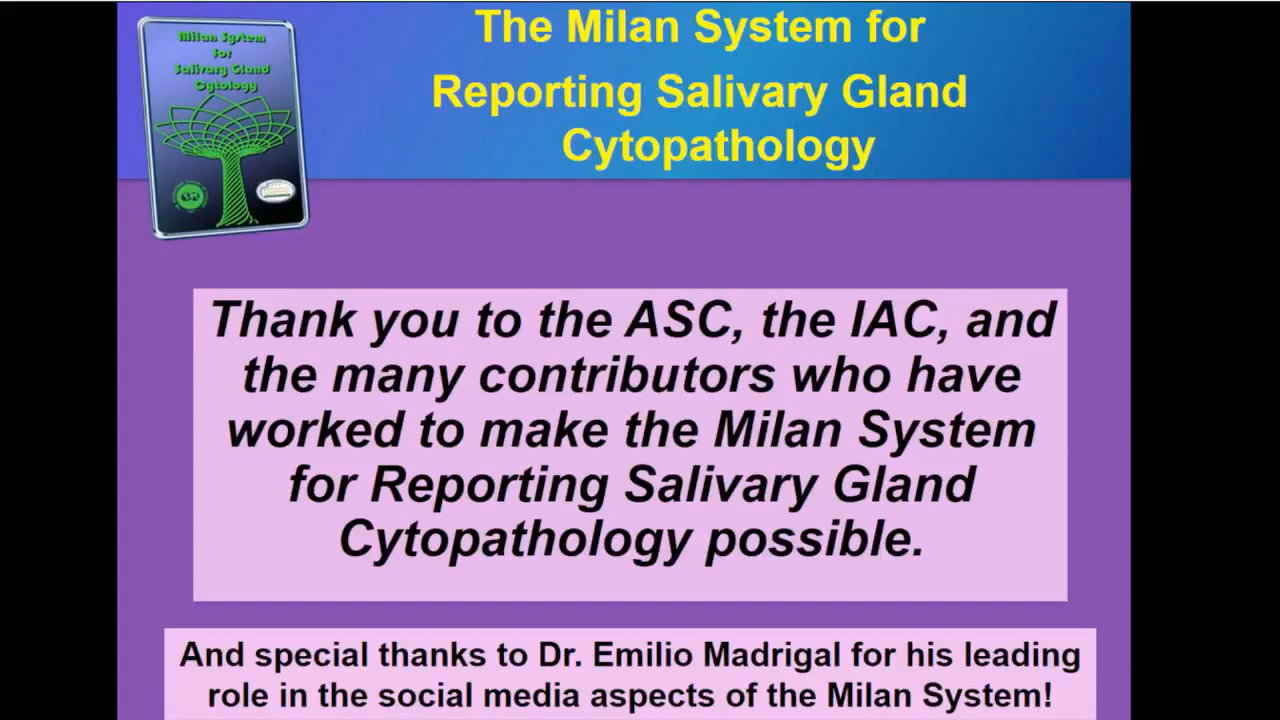 The Milan System for
Reporting Salivary Gland
Cytopathology
Milan System
for
Salivary Gland
Cytology
Thank you to the ASC, the IAC, and
the many contributors who have
worked to make the Milan System
for Reporting Salivary Gland
Cytopathology possible.
And special thanks to Dr. Emilio Madrigal for his leading
role in the social media aspects of the Milan System!